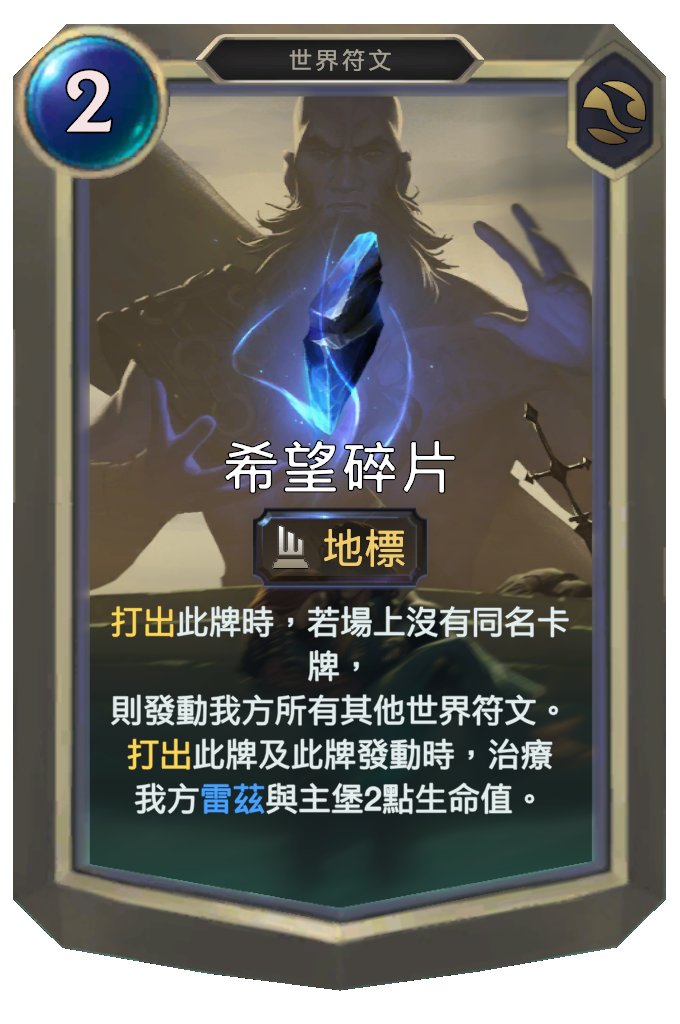 世界符文
2
希望碎片
地標
打出此牌時，若場上沒有同名卡
牌，
則發動我方所有其他世界符文。
打出此牌及此牌發動時，治療
我方雷茲與主堡2點生命值。